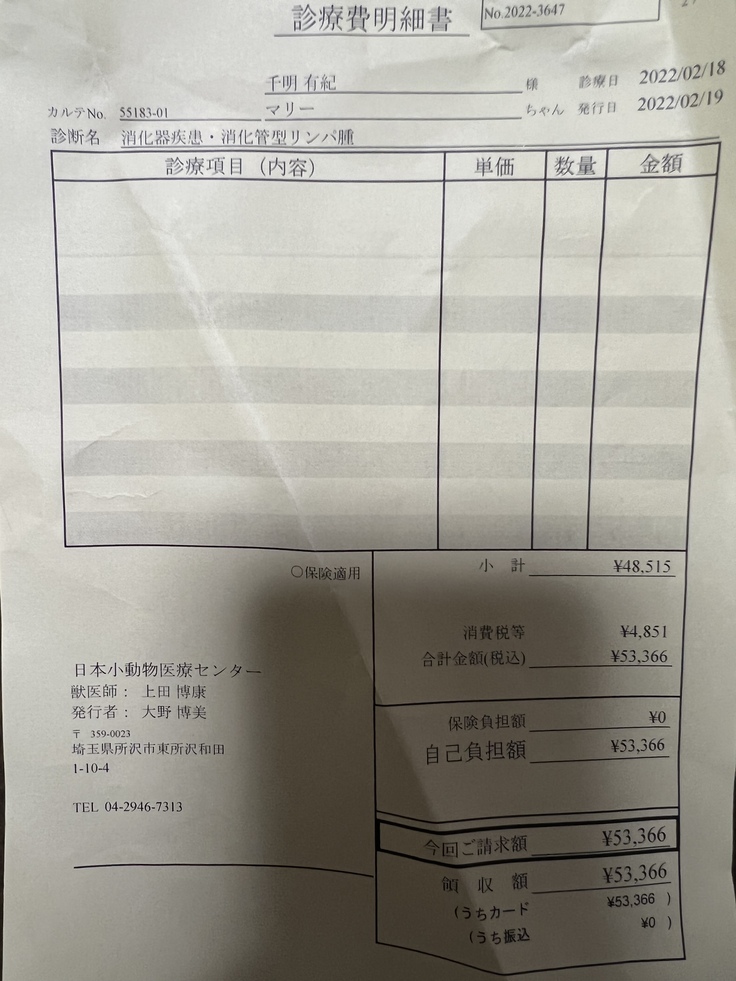 診療費明細書
No.2022-3647
千明 有紀 様 診療日 2022/02/18
カルテNo. 55183-01 マリー ちゃん 発行日 2022/02/19
診断名 消化器疾患・消化管型リンパ腫
診療項目（内容） 単価 数量 金額
○保険適用
小計 ¥48,515
消費税等 ¥4,851
合計金額(税込) ¥53,366
日本小動物医療センター
獣医師： 上田 博康
発行者： 大野 博美
〒 359-0023
埼玉県所沢市東所沢和田
1-10-4
TEL 04-2946-7313
保険負担額 ¥0
自己負担額 ¥53,366
今回ご請求額 ¥53,366
領収額 ¥53,366
(うちカード ¥53,366 )
(うち振込 ¥0 )